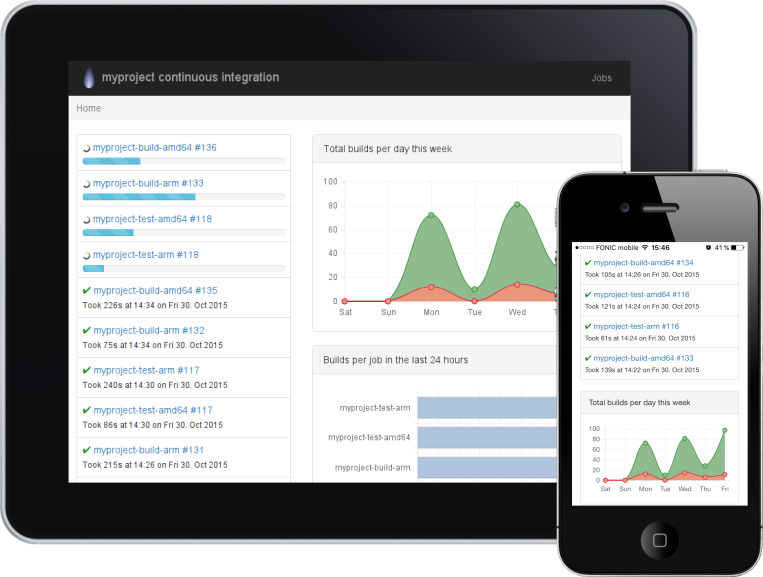 myproject continuous integration
Jobs
Home
myproject-build-amd64 #136
myproject-build-arm #133
myproject-test-amd64 #118
myproject-test-arm #118
✔ myproject-build-amd64 #135
Took 226s at 14:34 on Fri 30. Oct 2015
✔ myproject-build-arm #132
Took 75s at 14:34 on Fri 30. Oct 2015
✔ myproject-test-arm #117
Took 240s at 14:30 on Fri 30. Oct 2015
✔ myproject-test-amd64 #117
Took 86s at 14:30 on Fri 30. Oct 2015
✔ myproject-build-arm #131
Took 215s at 14:26 on Fri 30. Oct 2015
Total builds per day this week
100
80
60
40
20
0
Sat Sun Mon Tue Wed T
Builds per job in the last 24 hours
myproject-test-arm
myproject-test-amd64
myproject-build-arm
FONIC mobile 15:46 41 %
✔ myproject-build-amd64 #134
Took 105s at 14:26 on Fri 30. Oct 2015
✔ myproject-test-amd64 #116
Took 121s at 14:24 on Fri 30. Oct 2015
✔ myproject-test-arm #116
Took 61s at 14:24 on Fri 30. Oct 2015
✔ myproject-build-amd64 #133
Took 139s at 14:22 on Fri 30. Oct 2015
Total builds per day this week
100
80
60
40
20
0
Sat Sun Mon Tue Wed Thu Fri